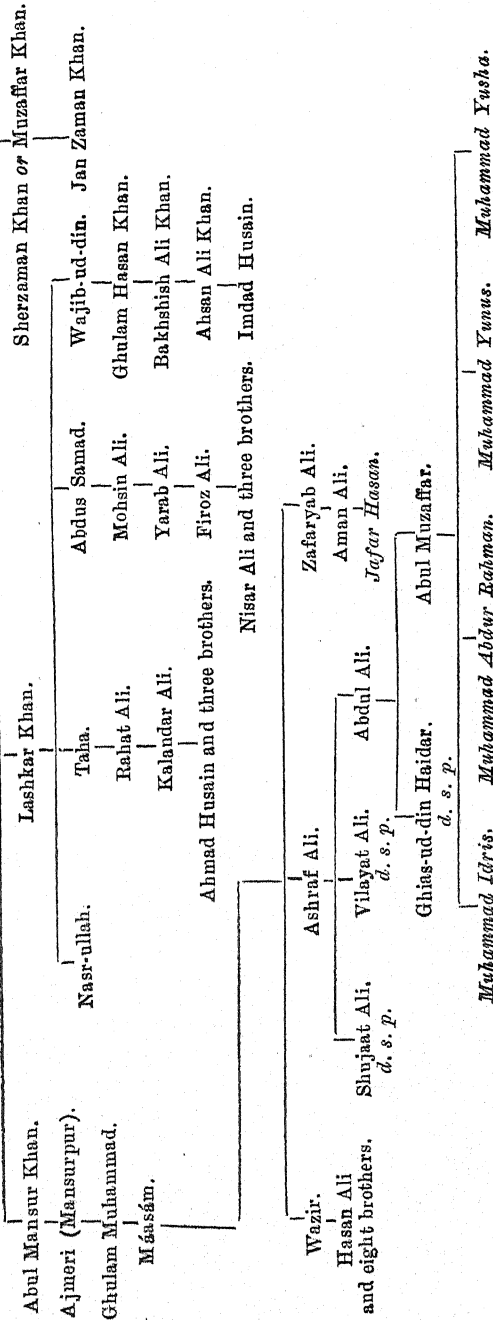 Abul Mansur Khan. Lashkar Khan. Sherzaman Khan or Muzaffar Khan.
Ajmeri (Mansurpur). Nasr-ullah. Taha. Abdus Samad. Wajib-ud-din. Jan Zaman Khan.
Ghulam Muhammad. Rahat Ali. Mohsin Ali. Ghulam Hasan Khan.
Máasám. Kalandar Ali. Yarab Ali. Bakhshish Ali Khan.
Ahmad Husain and three brothers. Firoz Ali. Ahsan Ali Khan.
Nisar Ali and three brothers. Imdad Husain.
Wazir. Ashraf Ali. Zafaryab Ali.
Hasan Ali
and eight brothers. Shujaat Ali. Vilayat Ali. Abdul Ali. Aman Ali.
d. s. p. d. s. p. Jafar Hasan.
Ghias-ud-din Haidar. Abul Muzaffar.
d. s. p.
Muhammad Idris. Muhammad Abdur Rahman. Muhammad Yunus. Muhammad Yusha.